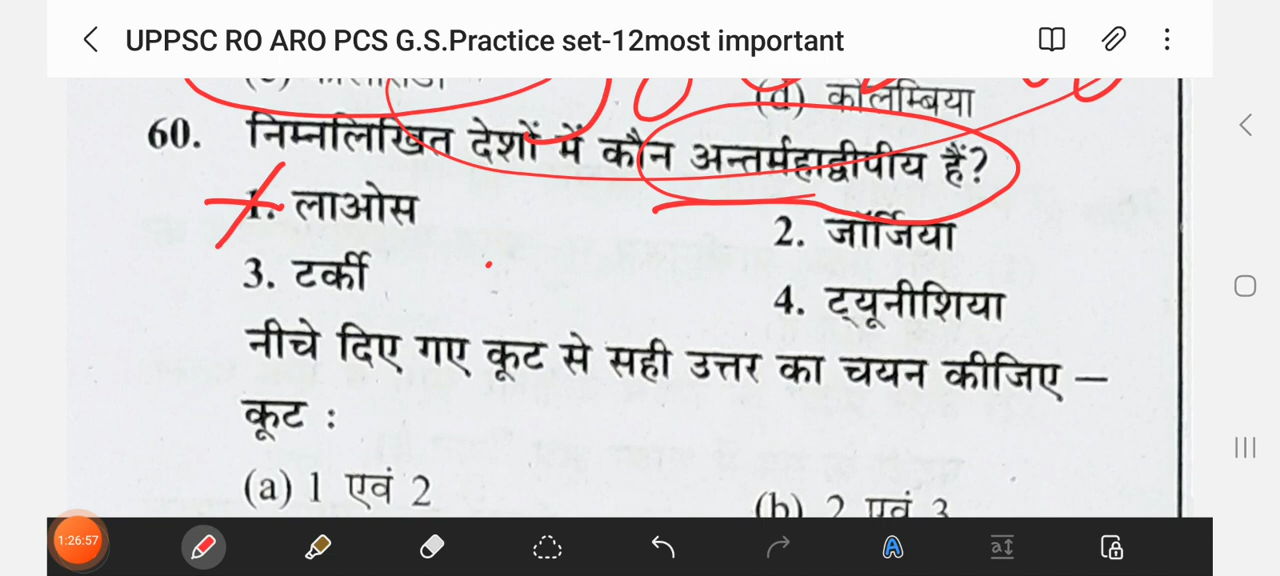 UPPSC RO ARO PCS G.S.Practice set-12most important
(d) कोलम्बिया
60. निम्नलिखित देशों में कौन अन्तर्महाद्वीपीय हैं?
1. लाओस
2. जॉर्जिया
3. टर्की
4. ट्यूनीशिया
नीचे दिए गए कूट से सही उत्तर का चयन कीजिए –
कूट :
(a) 1 एवं 2
(b) 2 एवं 3
1:26:57